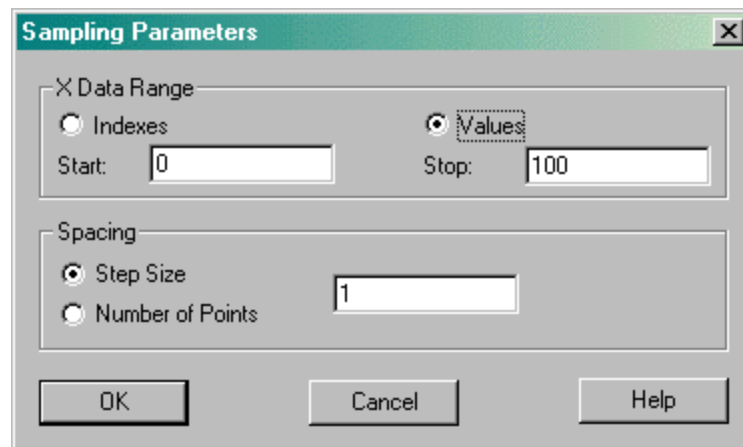 Sampling Parameters
X Data Range
Indexes Values
Start: 0 Stop: 100
Spacing
Step Size
1
Number of Points
OK Cancel Help